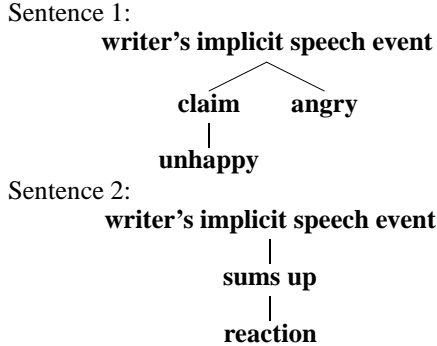 Sentence 1:
writer's implicit speech event
claim angry
unhappy
Sentence 2:
writer's implicit speech event
sums up
reaction